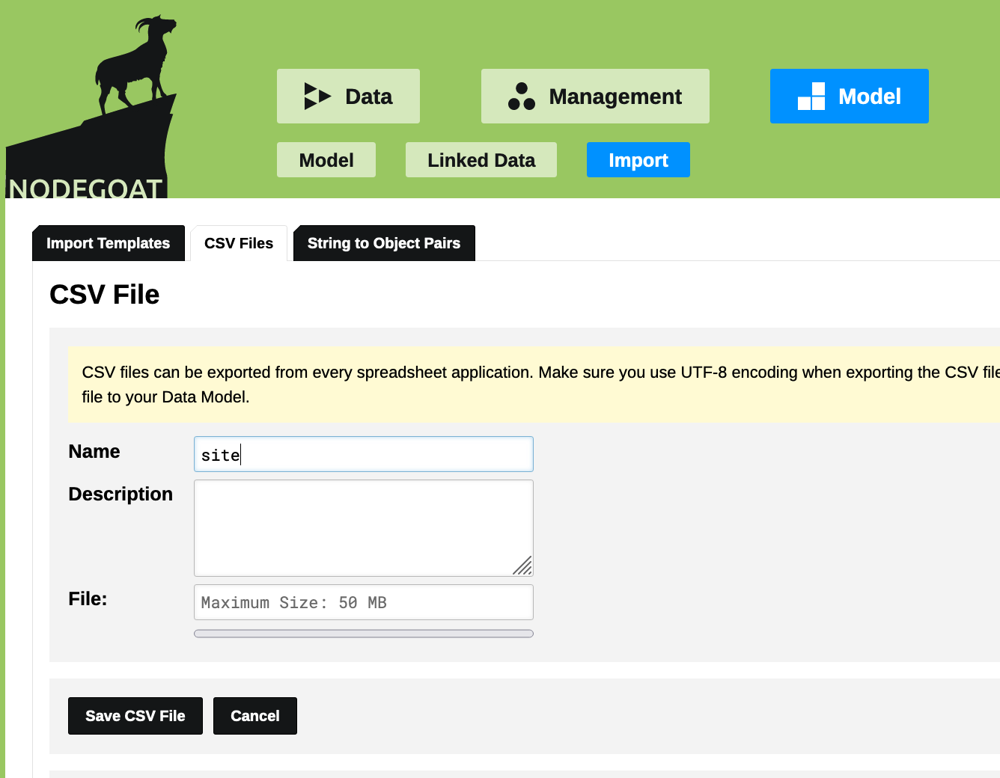 NODEGOAT
Data
Management
Model
Model
Linked Data
Import
Import Templates
CSV Files
String to Object Pairs
CSV File
CSV files can be exported from every spreadsheet application. Make sure you use UTF-8 encoding when exporting the CSV file
file to your Data Model.
Name
site
Description
File:
Maximum Size: 50 MB
Save CSV File
Cancel